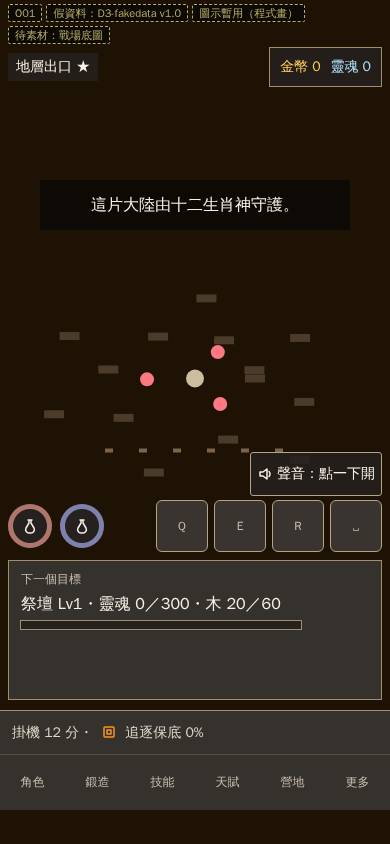 001 假資料：D3-fakedata v1.0 圖示暫用（程式畫）
待素材：戰場底圖
地層出口 ★ 金幣 0 靈魂 0
這片大陸由十二生肖神守護。
聲音：點一下開
Q E R ⎵
下一個目標
祭壇 Lv1・靈魂 0／300・木 20／60
掛機 12 分・ 追逐保底 0%
角色 鍛造 技能 天賦 營地 更多